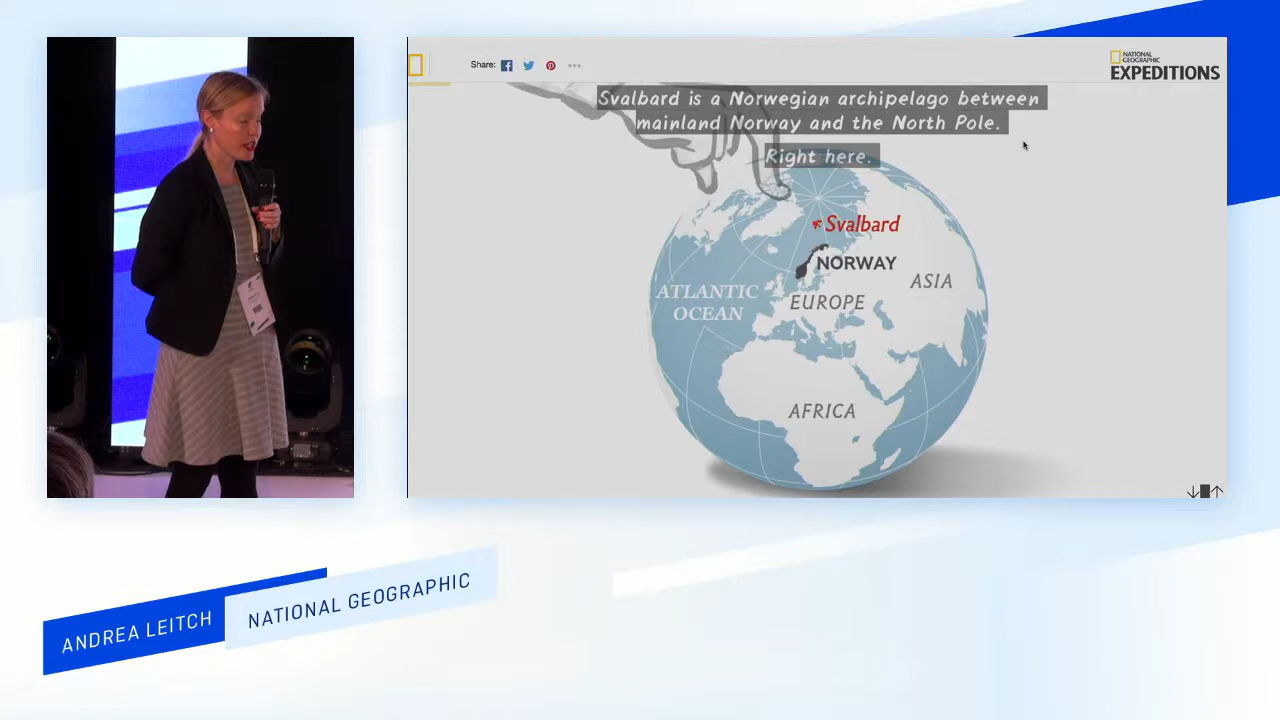 Share:
NATIONAL
GEOGRAPHIC
EXPEDITIONS
Svalbard is a Norwegian archipelago between
mainland Norway and the North Pole.
Right here.
Svalbard
NORWAY
ASIA
ATLANTIC
OCEAN
EUROPE
AFRICA
ANDREA LEITCH
NATIONAL GEOGRAPHIC